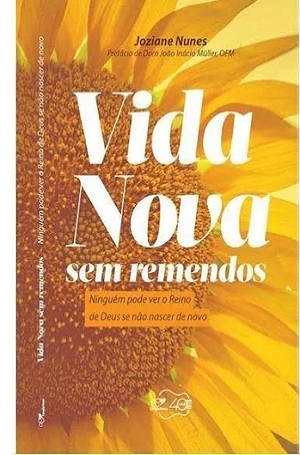 Joziane Nunes
Prefácio de Dom João Inácio Müller, OFM
Vida
Nova
sem remendos
Ninguém pode ver o Reino
de Deus se não nascer de novo
40
Vida Nova sem remendos
Ninguém pode ver o Reino de Deus se não nascer de novo